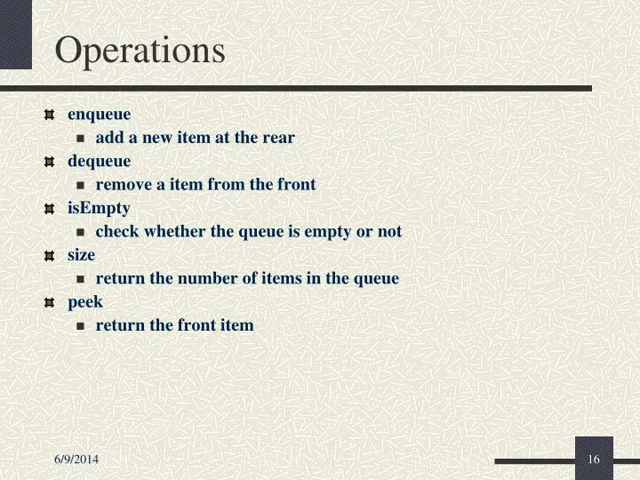 Operations
enqueue
add a new item at the rear
dequeue
remove a item from the front
isEmpty
check whether the queue is empty or not
size
return the number of items in the queue
peek
return the front item
6/9/2014
16